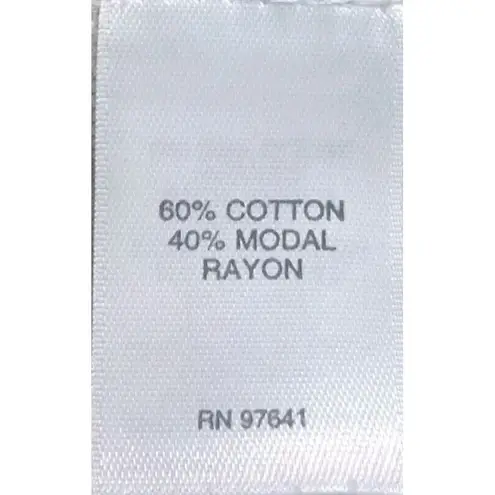 60% COTTON
40% MODAL
RAYON
RN 97641